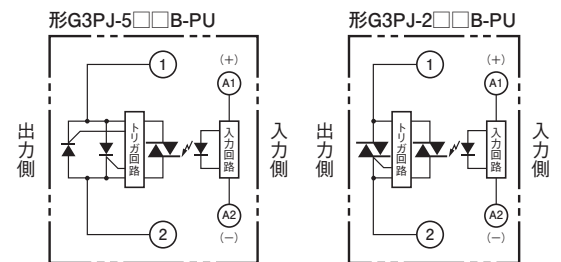 形G3PJ-5□□B-PU
①
(+)
A1
出力側
トリガ回路
入力回路
入力側
A2
②
(−)
形G3PJ-2□□B-PU
①
(+)
A1
出力側
トリガ回路
入力回路
入力側
A2
②
(−)